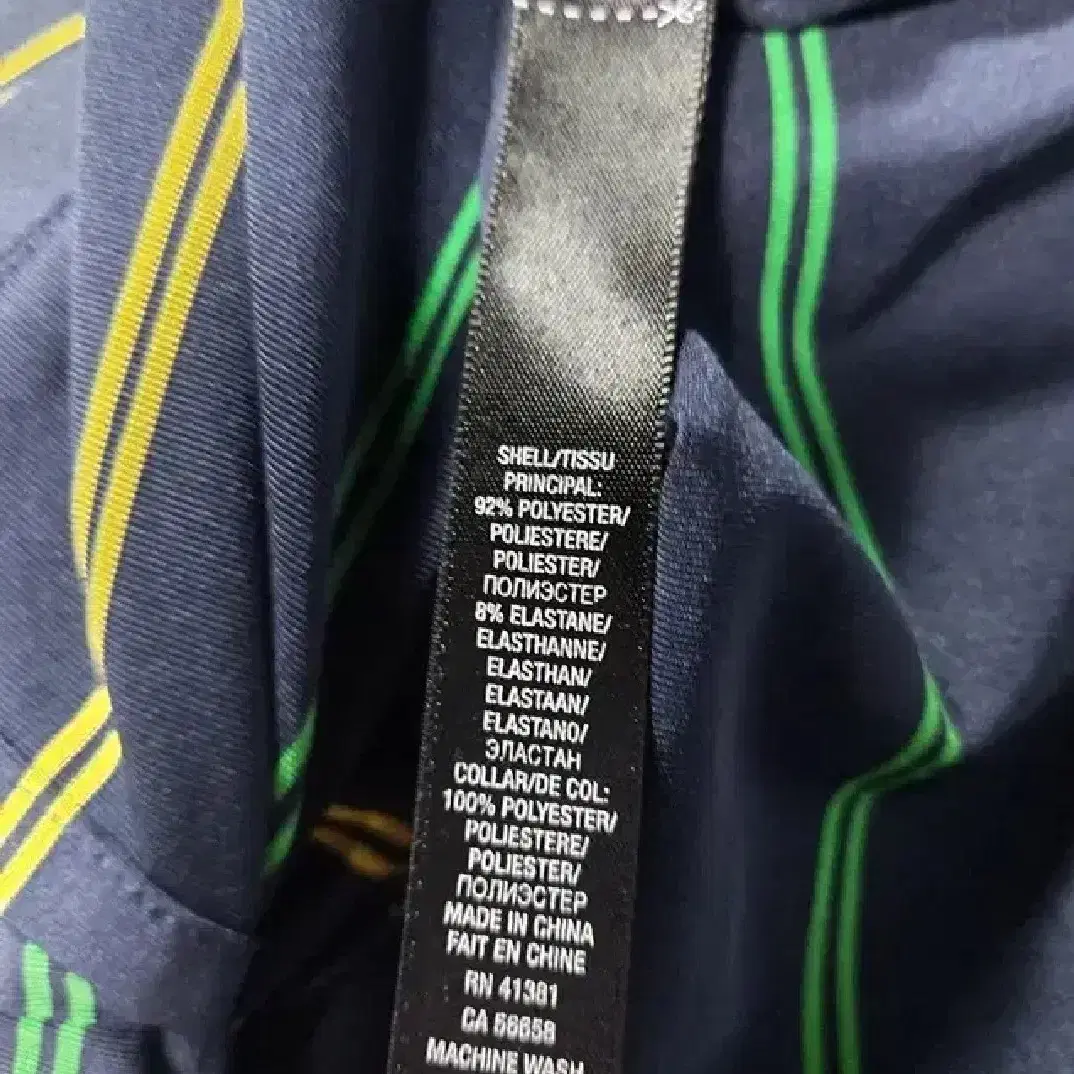 SHELL/TISSU
PRINCIPAL:
92% POLYESTER/
POLIESTERE/
POLIESTER/
ПОЛИЭСТЕР
8% ELASTANE/
ELASTHANNE/
ELASTHAN/
ELASTAAN/
ELASTANO/
ЭЛАСТАН
COLLAR/DE COL:
100% POLYESTER/
POLIESTERE/
POLIESTER/
ПОЛИЭСТЕР
MADE IN CHINA
FAIT EN CHINE
RN 41381
CA 56658
MACHINE WASH